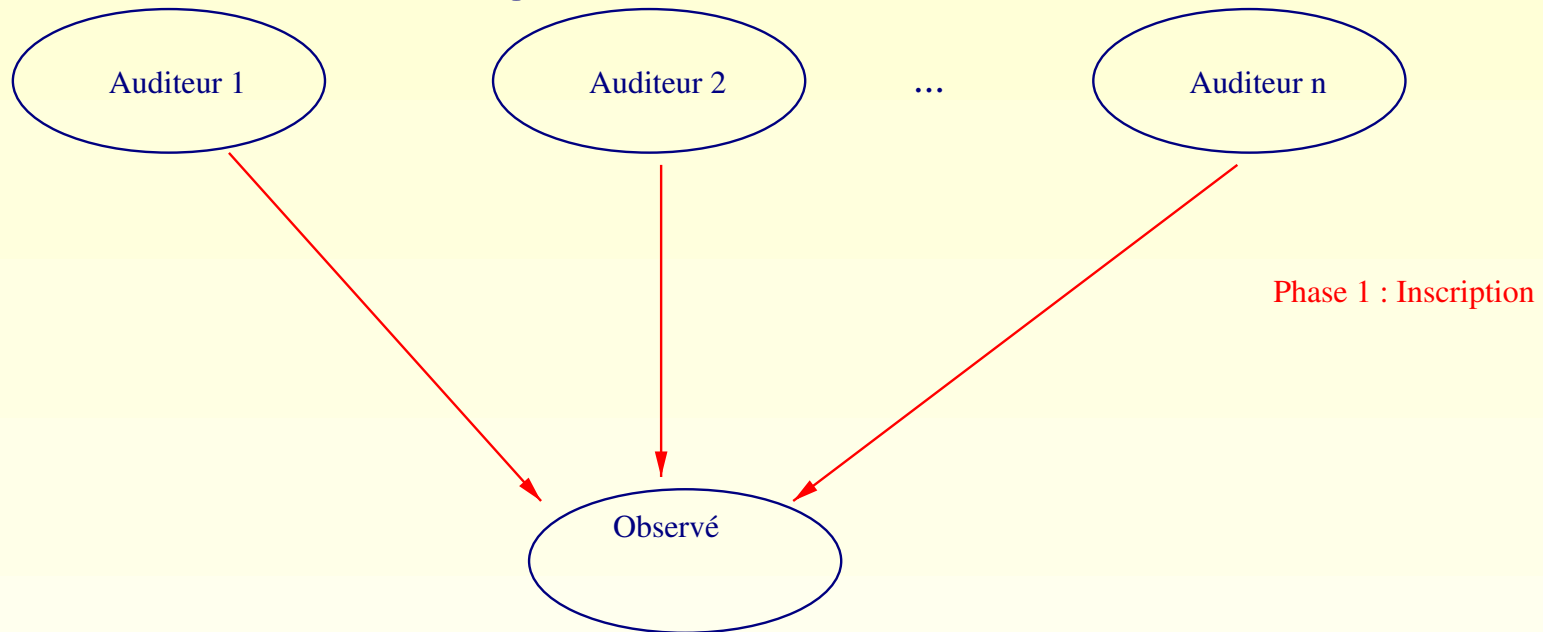 Auditeur 1
Auditeur 2
...
Auditeur n
Phase 1 : Inscription
Observé